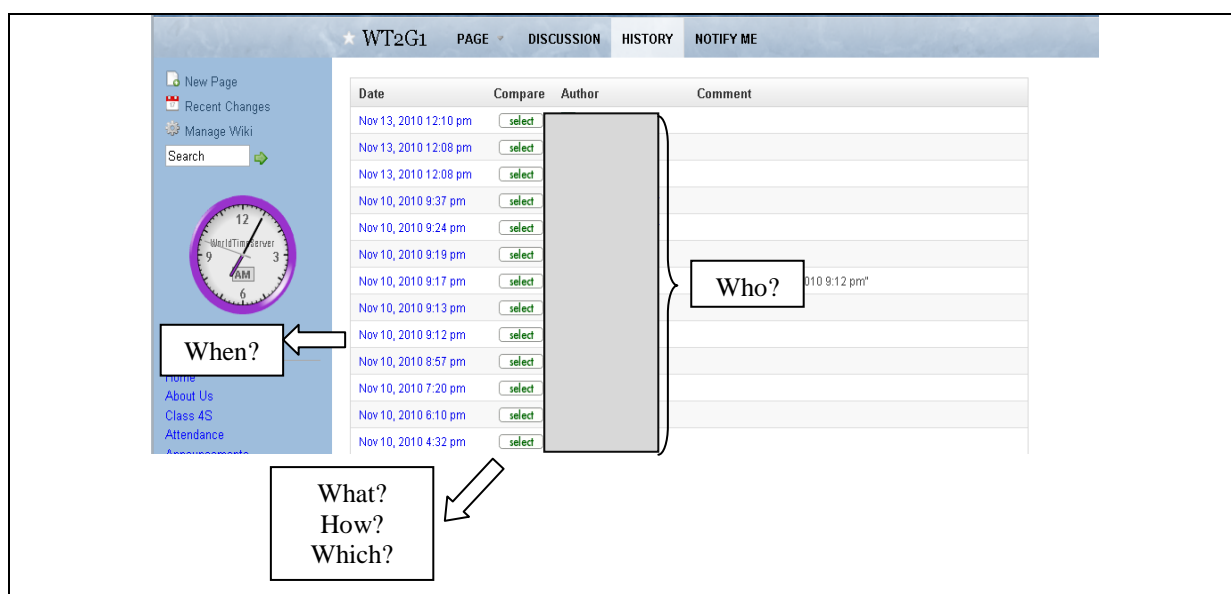 WT2G1 PAGE DISCUSSION HISTORY NOTIFY ME
New Page
Recent Changes
Manage Wiki
Search
12
WorldTimeServer
9 3
AM
6
When?
Home
About Us
Class 4S
Attendance
Announcements
Date Compare Author Comment
Nov 13, 2010 12:10 pm select
Nov 13, 2010 12:08 pm select
Nov 13, 2010 12:08 pm select
Nov 10, 2010 9:37 pm select
Nov 10, 2010 9:24 pm select
Nov 10, 2010 9:19 pm select
Nov 10, 2010 9:17 pm select 010 9:12 pm"
Nov 10, 2010 9:13 pm select
Nov 10, 2010 9:12 pm select
Nov 10, 2010 8:57 pm select
Nov 10, 2010 7:20 pm select
Nov 10, 2010 6:10 pm select
Nov 10, 2010 4:32 pm select
Who?
What?
How?
Which?